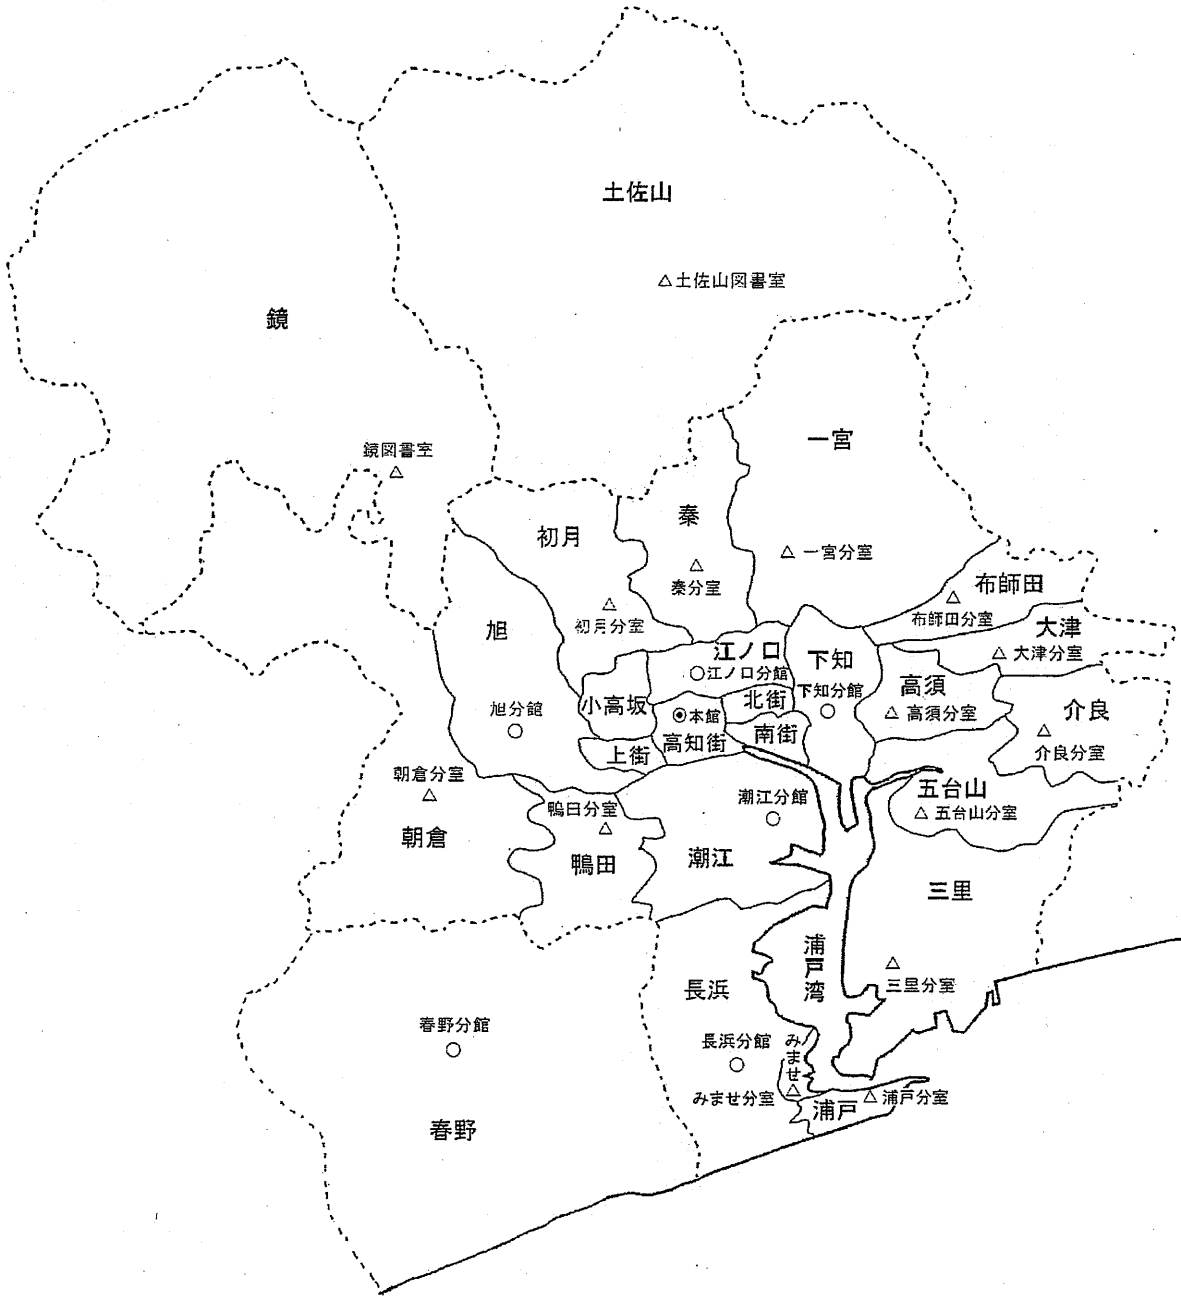 土佐山
土佐山図書室
鏡
鏡図書室
一宮
秦
初月
一宮分室
秦分室
布師田
布師田分室
初月分室
旭
大津
大津分室
江ノ口
江ノ口分館
下知
下知分館
高須
高須分室
小高坂
北街
本館
旭分館
介良
介良分室
南街
高知街
上街
朝倉分室
五台山
五台山分室
潮江分館
鴨田分室
朝倉
鴨田
潮江
三里
浦戸湾
三里分室
長浜
春野分館
長浜分館
みませ
みませ分室
浦戸分室
浦戸
春野